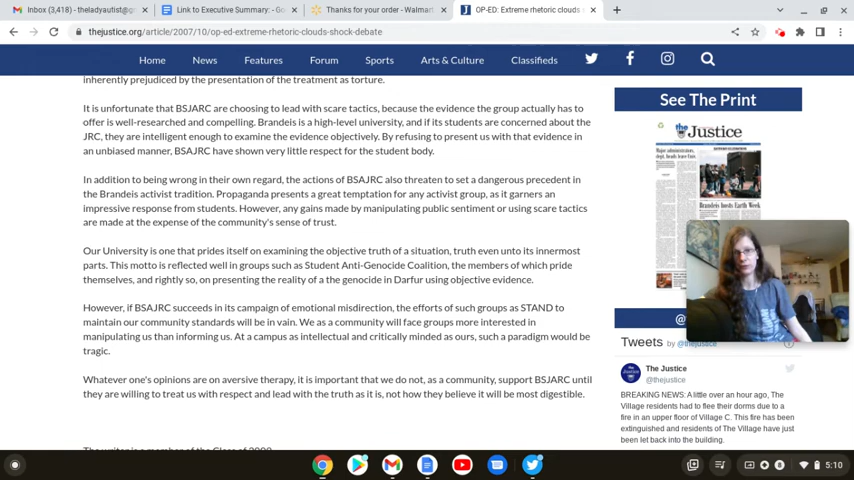 Inbox (3,418) - theladyautist@g
Link to Executive Summary: - Go
Thanks for your order - Walmart
OP-ED: Extreme rhetoric clouds s
thejustice.org/article/2007/10/op-ed-extreme-rhetoric-clouds-shock-debate
Home News Features Forum Sports Arts & Culture Classifieds
inherently prejudiced by the presentation of the treatment as torture.
It is unfortunate that BSJARC are choosing to lead with scare tactics, because the evidence the group actually has to
offer is well-researched and compelling. Brandeis is a high-level university, and if its students are concerned about the
JRC, they are intelligent enough to examine the evidence objectively. By refusing to present us with that evidence in
an unbiased manner, BSAJRC have shown very little respect for the student body.
In addition to being wrong in their own regard, the actions of BSAJRC also threaten to set a dangerous precedent in
the Brandeis activist tradition. Propaganda presents a great temptation for any activist group, as it garners an
impressive response from students. However, any gains made by manipulating public sentiment or using scare tactics
are made at the expense of the community's sense of trust.
Our University is one that prides itself on examining the objective truth of a situation, truth even unto its innermost
parts. This motto is reflected well in groups such as Student Anti-Genocide Coalition, the members of which pride
themselves, and rightly so, on presenting the reality of a the genocide in Darfur using objective evidence.
However, if BSAJRC succeeds in its campaign of emotional misdirection, the efforts of such groups as STAND to
maintain our community standards will be in vain. We as a community will face groups more interested in
manipulating us than informing us. At a campus as intellectual and critically minded as ours, such a paradigm would be
tragic.
Whatever one's opinions are on aversive therapy, it is important that we do not, as a community, support BSJARC until
they are willing to treat us with respect and lead with the truth as it is, not how they believe it will be most digestible.
The writer is a member of the Class of 2009
See The Print
the Justice
Brandeis hosts Earth Week
@
Tweets by @thejustice
The Justice
@thejustice
BREAKING NEWS: A little over an hour ago, The
Village residents had to flee their dorms due to a
fire in an upper floor of Village C. This fire has been
extinguished and residents of The Village have just
been let back into the building.
5:10